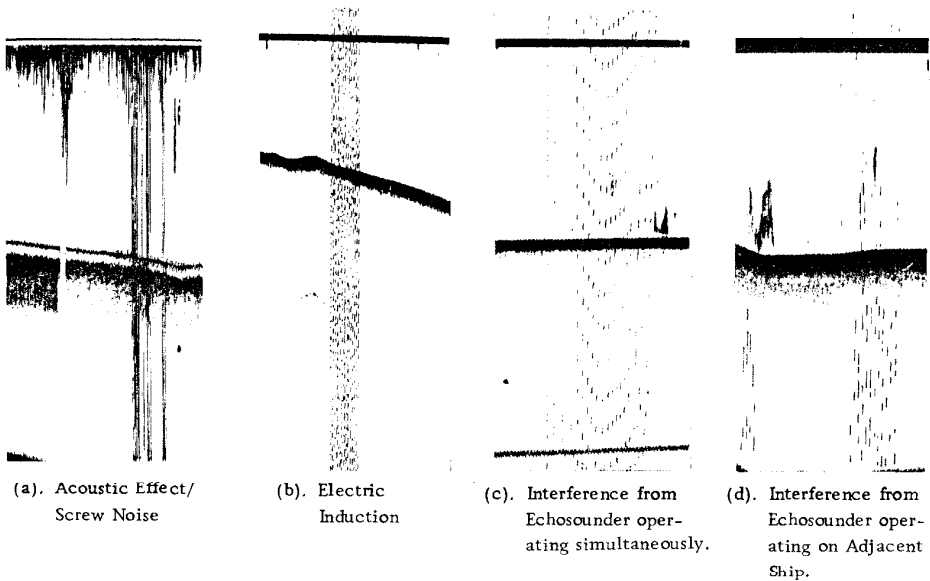 (a). Acoustic Effect/
Screw Noise
(b). Electric
Induction
(c). Interference from
Echosounder oper-
ating simultaneously.
(d). Interference from
Echosounder oper-
ating on Adjacent
Ship.